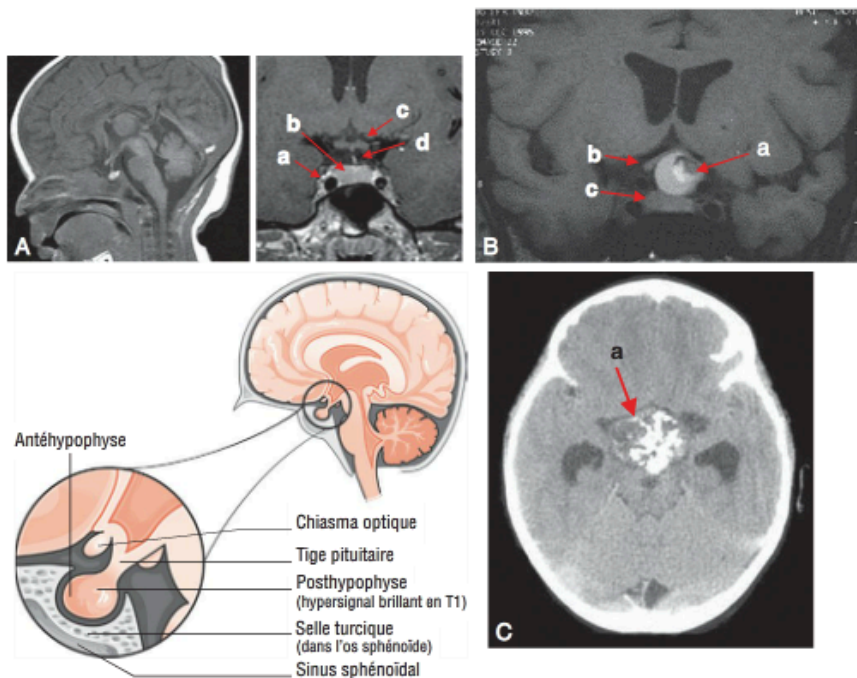 A
a
b
c
d
B
a
b
c
Antéhypophyse
Chiasma optique
Tige pituitaire
Posthypophyse
(hypersignal brillant en T1)
Selle turcique
(dans l'os sphénoïde)
Sinus sphénoïdal
C
a